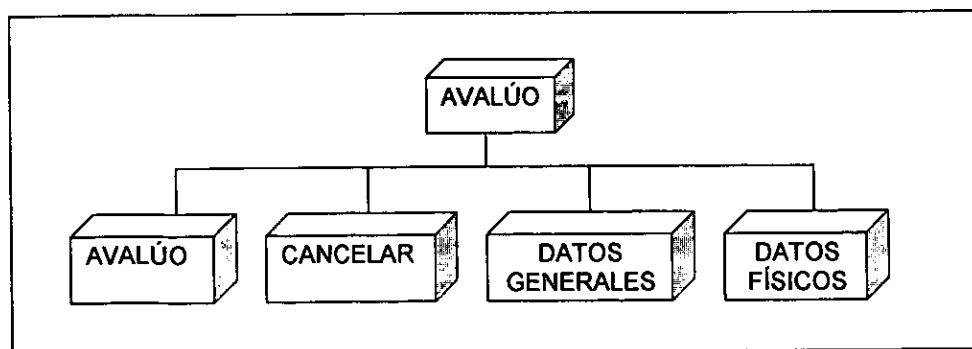 AVALÚO
AVALÚO
CANCELAR
DATOS
GENERALES
DATOS
FÍSICOS